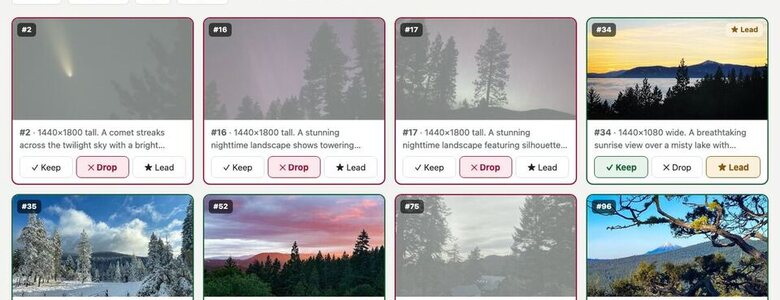 #2
#16
#17
#34
★ Lead
#2 · 1440×1800 tall. A comet streaks
across the twilight sky with a bright...
✓ Keep
✕ Drop
★ Lead
#16 · 1440×1800 tall. A stunning
nighttime landscape shows towering...
✓ Keep
✕ Drop
★ Lead
#17 · 1440×1800 tall. A stunning
nighttime landscape featuring silhouette...
✓ Keep
✕ Drop
★ Lead
#34 · 1440×1080 wide. A breathtaking
sunrise view over a misty lake with...
✓ Keep
✕ Drop
★ Lead
#35
#52
#75
#96